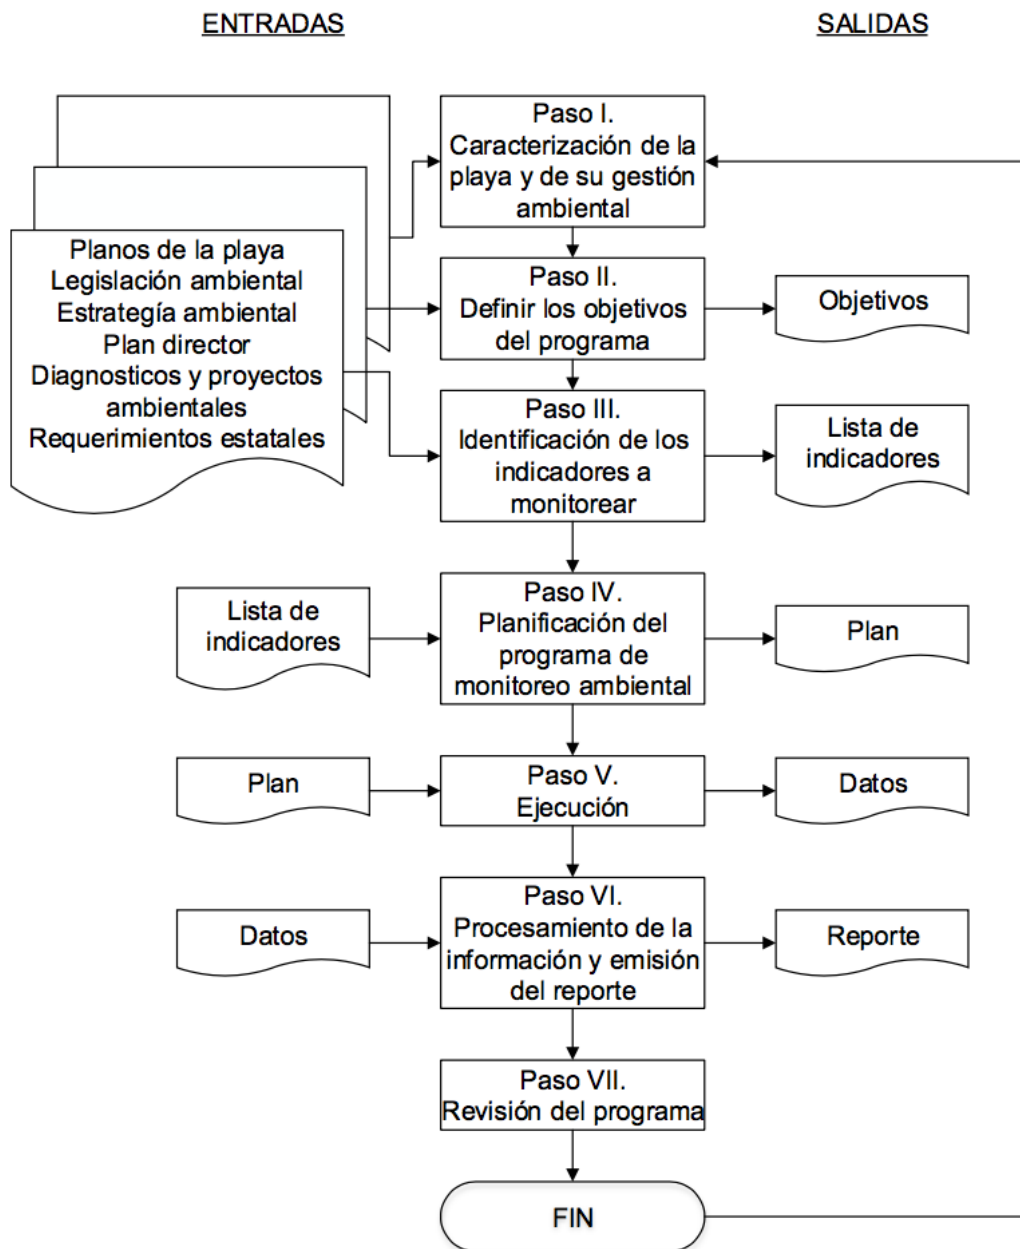 ENTRADAS
SALIDAS
Paso I.
Caracterización de la
playa y de su gestión
ambiental
Planos de la playa
Legislación ambiental
Estrategía ambiental
Plan director
Diagnosticos y proyectos
ambientales
Requerimientos estatales
Paso II.
Definir los objetivos
del programa
Objetivos
Paso III.
Identificación de los
indicadores a
monitorear
Lista de
indicadores
Lista de
indicadores
Paso IV.
Planificación del
programa de
monitoreo ambiental
Plan
Plan
Paso V.
Ejecución
Datos
Datos
Paso VI.
Procesamiento de la
información y emisión
del reporte
Reporte
Paso VII.
Revisión del programa
FIN